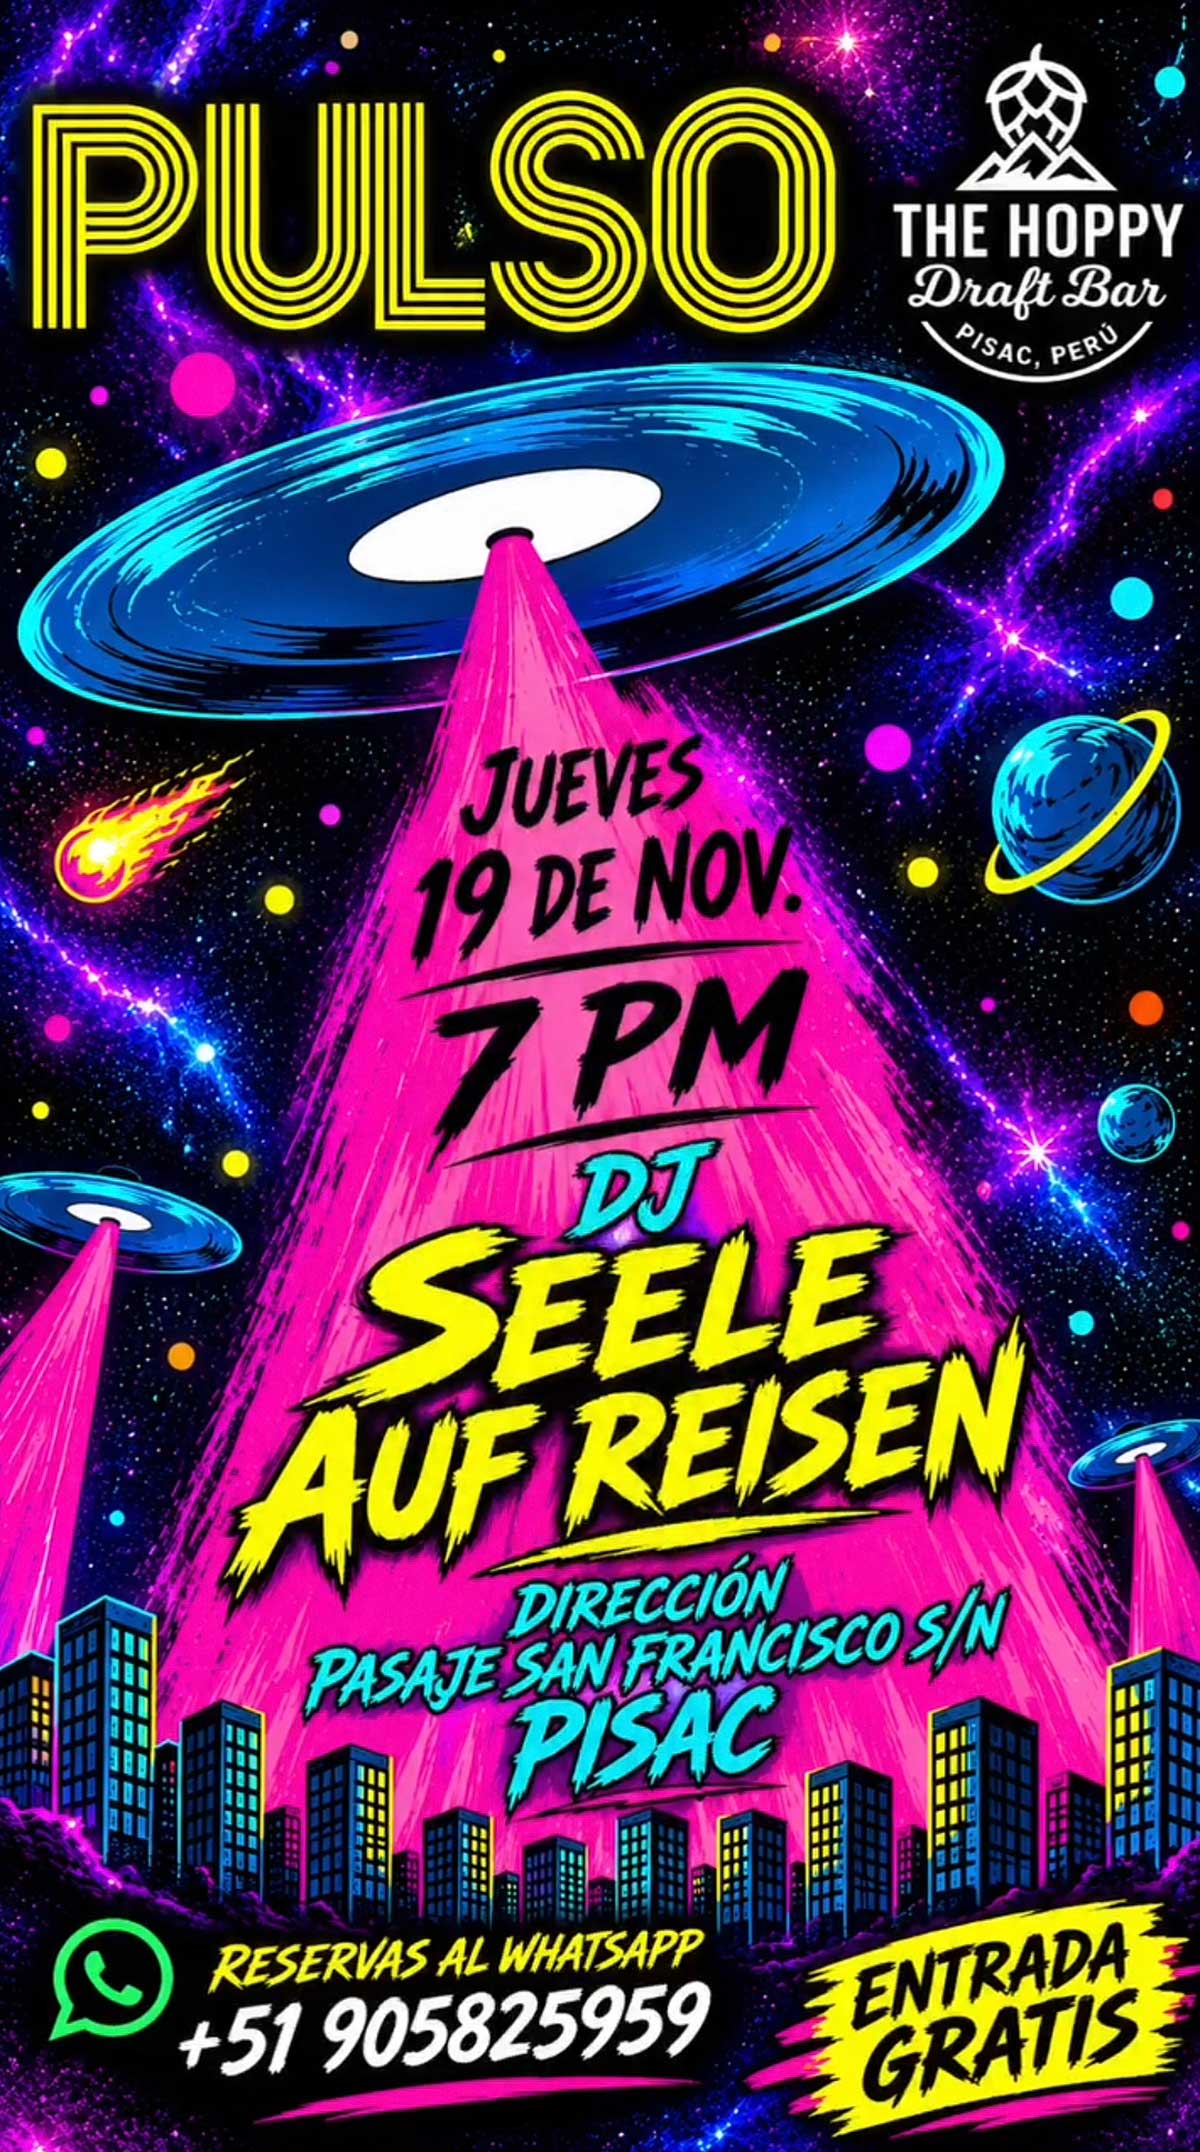 PULSO
THE HOPPY
Draft Bar
PISAC, PERÚ
JUEVES
19 DE NOV.
7 PM
DJ
SEELE
AUF REISEN
DIRECCIÓN
PASAJE SAN FRANCISCO S/N
PISAC
RESERVAS AL WHATSAPP
+51 905825959
ENTRADA
GRATIS